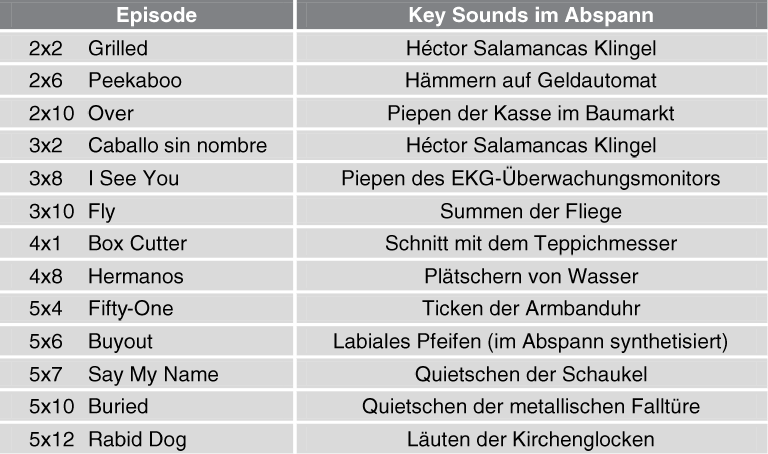 Episode Key Sounds im Abspann
2x2 Grilled Héctor Salamancas Klingel
2x6 Peekaboo Hämmern auf Geldautomat
2x10 Over Piepen der Kasse im Baumarkt
3x2 Caballo sin nombre Héctor Salamancas Klingel
3x8 I See You Piepen des EKG-Überwachungsmonitors
3x10 Fly Summen der Fliege
4x1 Box Cutter Schnitt mit dem Teppichmesser
4x8 Hermanos Plätschern von Wasser
5x4 Fifty-One Ticken der Armbanduhr
5x6 Buyout Labiales Pfeifen (im Abspann synthetisiert)
5x7 Say My Name Quietschen der Schaukel
5x10 Buried Quietschen der metallischen Falltüre
5x12 Rabid Dog Läuten der Kirchenglocken